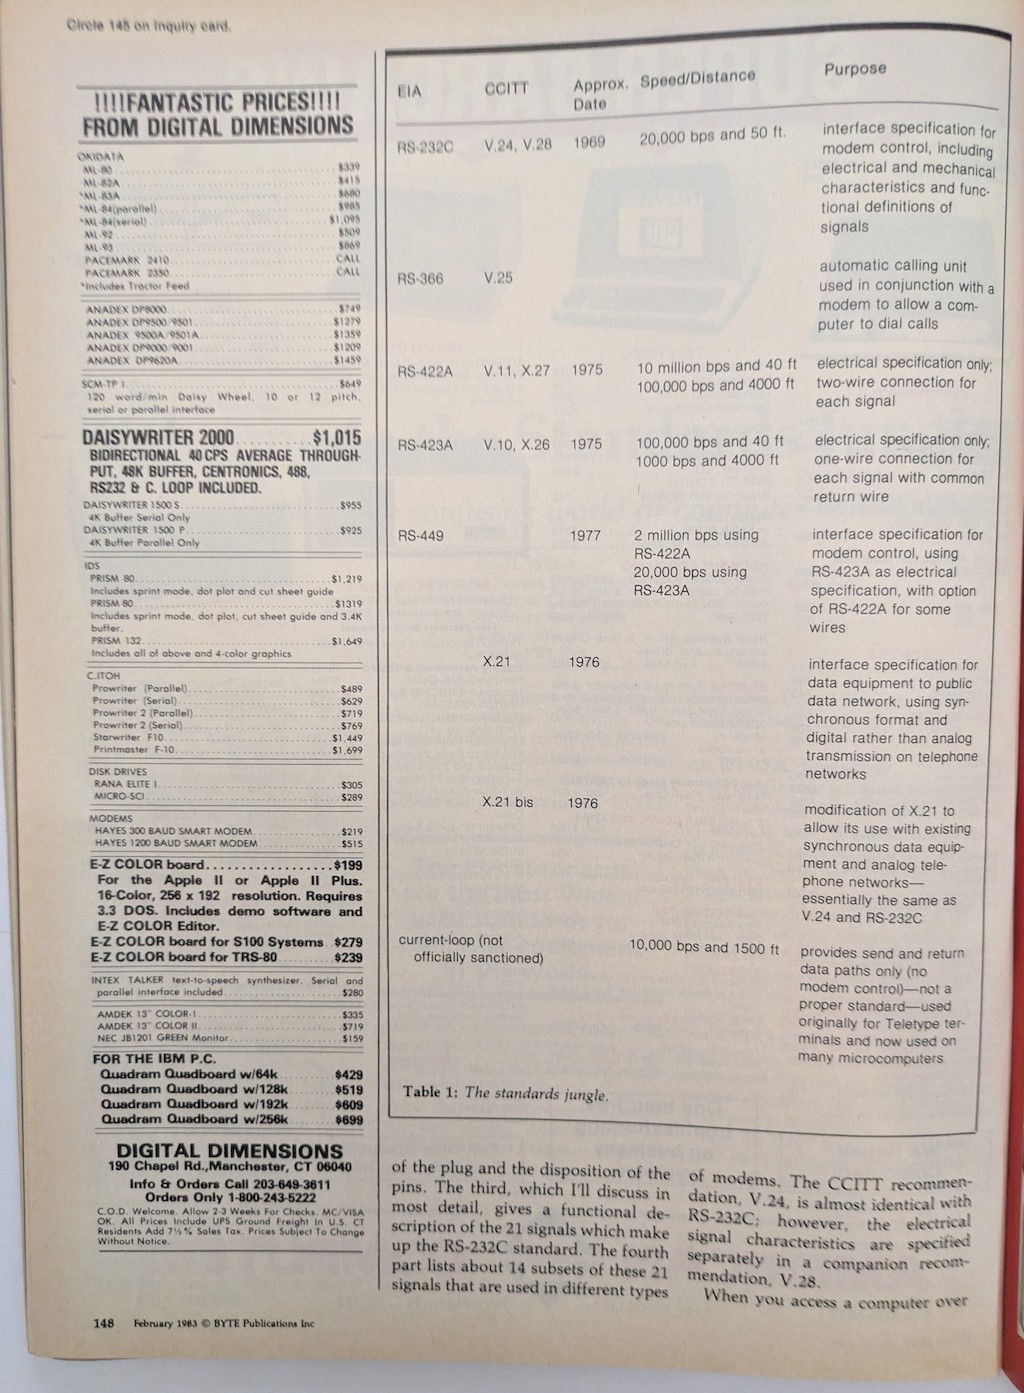 Circle 145 on inquiry card.
!!!!FANTASTIC PRICES!!!!
FROM DIGITAL DIMENSIONS
OKIDATA
ML-80 $339
ML-82A $415
*ML-83A $680
*ML-84(parallel) $985
*ML-84(serial) $1,095
ML-92 $509
ML-93 $869
PACEMARK 2410 CALL
PACEMARK 2350 CALL
*Includes Tractor Feed
ANADEX DP8000 $749
ANADEX DP9500/9501 $1279
ANADEX 9500A/9501A $1359
ANADEX DP9000/9001 $1209
ANADEX DP9620A $1459
SCM-TP I $649
120 word/min Daisy Wheel, 10 or 12 pitch,
serial or parallel interface
DAISYWRITER 2000 $1,015
BIDIRECTIONAL 40 CPS AVERAGE THROUGH-
PUT, 48K BUFFER, CENTRONICS, 488,
RS232 & C. LOOP INCLUDED.
DAISYWRITER 1500 S $955
4K Buffer Serial Only
DAISYWRITER 1500 P $925
4K Buffer Parallel Only
IDS
PRISM 80 $1,219
Includes sprint mode, dot plot and cut sheet guide
PRISM 80 $1319
Includes sprint mode, dot plot, cut sheet guide and 3.4K
buffer.
PRISM 132 $1,649
Includes all of above and 4-color graphics
C.ITOH
Prowriter (Parallel) $489
Prowriter (Serial) $629
Prowriter 2 (Parallel) $719
Prowriter 2 (Serial) $769
Starwriter F10 $1,449
Printmaster F-10 $1,699
DISK DRIVES
RANA ELITE I $305
MICRO-SCI $289
MODEMS
HAYES 300 BAUD SMART MODEM $219
HAYES 1200 BAUD SMART MODEM $515
E-Z COLOR board $199
For the Apple II or Apple II Plus.
16-Color, 256 x 192 resolution. Requires
3.3 DOS. Includes demo software and
E-Z COLOR Editor.
E-Z COLOR board for S100 Systems $279
E-Z COLOR board for TRS-80 $239
INTEX TALKER text-to-speech synthesizer. Serial and
parallel interface included $280
AMDEK 13" COLOR-I $335
AMDEK 13" COLOR II $719
NEC JB1201 GREEN Monitor $159
FOR THE IBM P.C.
Quadram Quadboard w/64k $429
Quadram Quadboard w/128k $519
Quadram Quadboard w/192k $609
Quadram Quadboard w/256k $699
DIGITAL DIMENSIONS
190 Chapel Rd.,Manchester, CT 06040
Info & Orders Call 203-649-3611
Orders Only 1-800-243-5222
C.O.D. Welcome. Allow 2-3 Weeks For Checks. MC/VISA
OK. All Prices Include UPS Ground Freight In U.S. CT
Residents Add 7½% Sales Tax. Prices Subject To Change
Without Notice.
EIA CCITT Approx. Speed/Distance Purpose
Date
RS-232C V.24, V.28 1969 20,000 bps and 50 ft. interface specification for
modem control, including
electrical and mechanical
characteristics and func-
tional definitions of
signals
RS-366 V.25 automatic calling unit
used in conjunction with a
modem to allow a com-
puter to dial calls
RS-422A V.11, X.27 1975 10 million bps and 40 ft electrical specification only;
100,000 bps and 4000 ft two-wire connection for
each signal
RS-423A V.10, X.26 1975 100,000 bps and 40 ft electrical specification only;
1000 bps and 4000 ft one-wire connection for
each signal with common
return wire
RS-449 1977 2 million bps using interface specification for
RS-422A modem control, using
20,000 bps using RS-423A as electrical
RS-423A specification, with option
of RS-422A for some
wires
X.21 1976 interface specification for
data equipment to public
data network, using syn-
chronous format and
digital rather than analog
transmission on telephone
networks
X.21 bis 1976 modification of X.21 to
allow its use with existing
synchronous data equip-
ment and analog tele-
phone networks—
essentially the same as
V.24 and RS-232C
current-loop (not 10,000 bps and 1500 ft provides send and return
officially sanctioned) data paths only (no
modem control)—not a
proper standard—used
originally for Teletype ter-
minals and now used on
many microcomputers
Table 1: The standards jungle.
of the plug and the disposition of the
pins. The third, which I'll discuss in
most detail, gives a functional de-
scription of the 21 signals which make
up the RS-232C standard. The fourth
part lists about 14 subsets of these 21
signals that are used in different types
of modems. The CCITT recommen-
dation, V.24, is almost identical with
RS-232C; however, the electrical
signal characteristics are specified
separately in a companion recom-
mendation, V.28.
When you access a computer over
148 February 1983 © BYTE Publications Inc